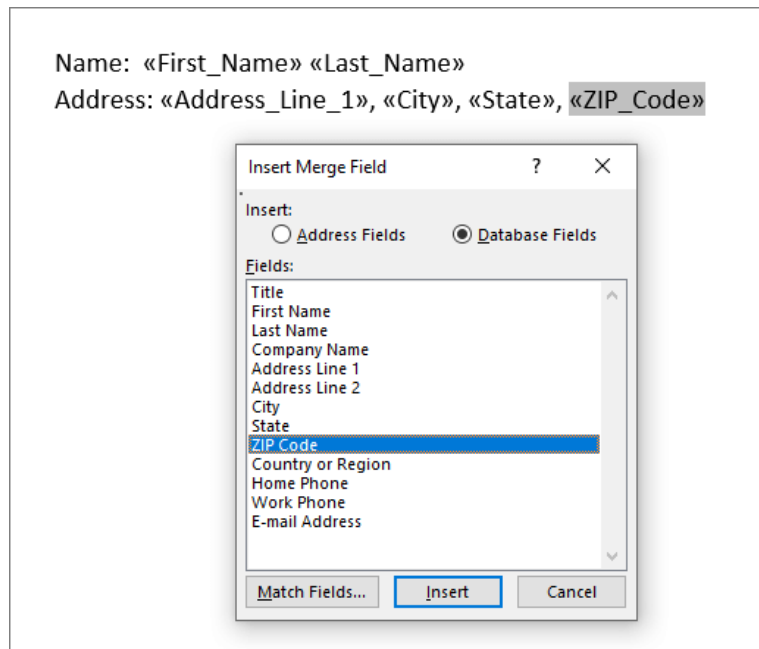 Name: «First_Name» «Last_Name»
Address: «Address_Line_1», «City», «State», «ZIP_Code»
Insert Merge Field ?
Insert:
Address Fields Database Fields
Fields:
Title
First Name
Last Name
Company Name
Address Line 1
Address Line 2
City
State
ZIP Code
Country or Region
Home Phone
Work Phone
E-mail Address
Match Fields... Insert Cancel